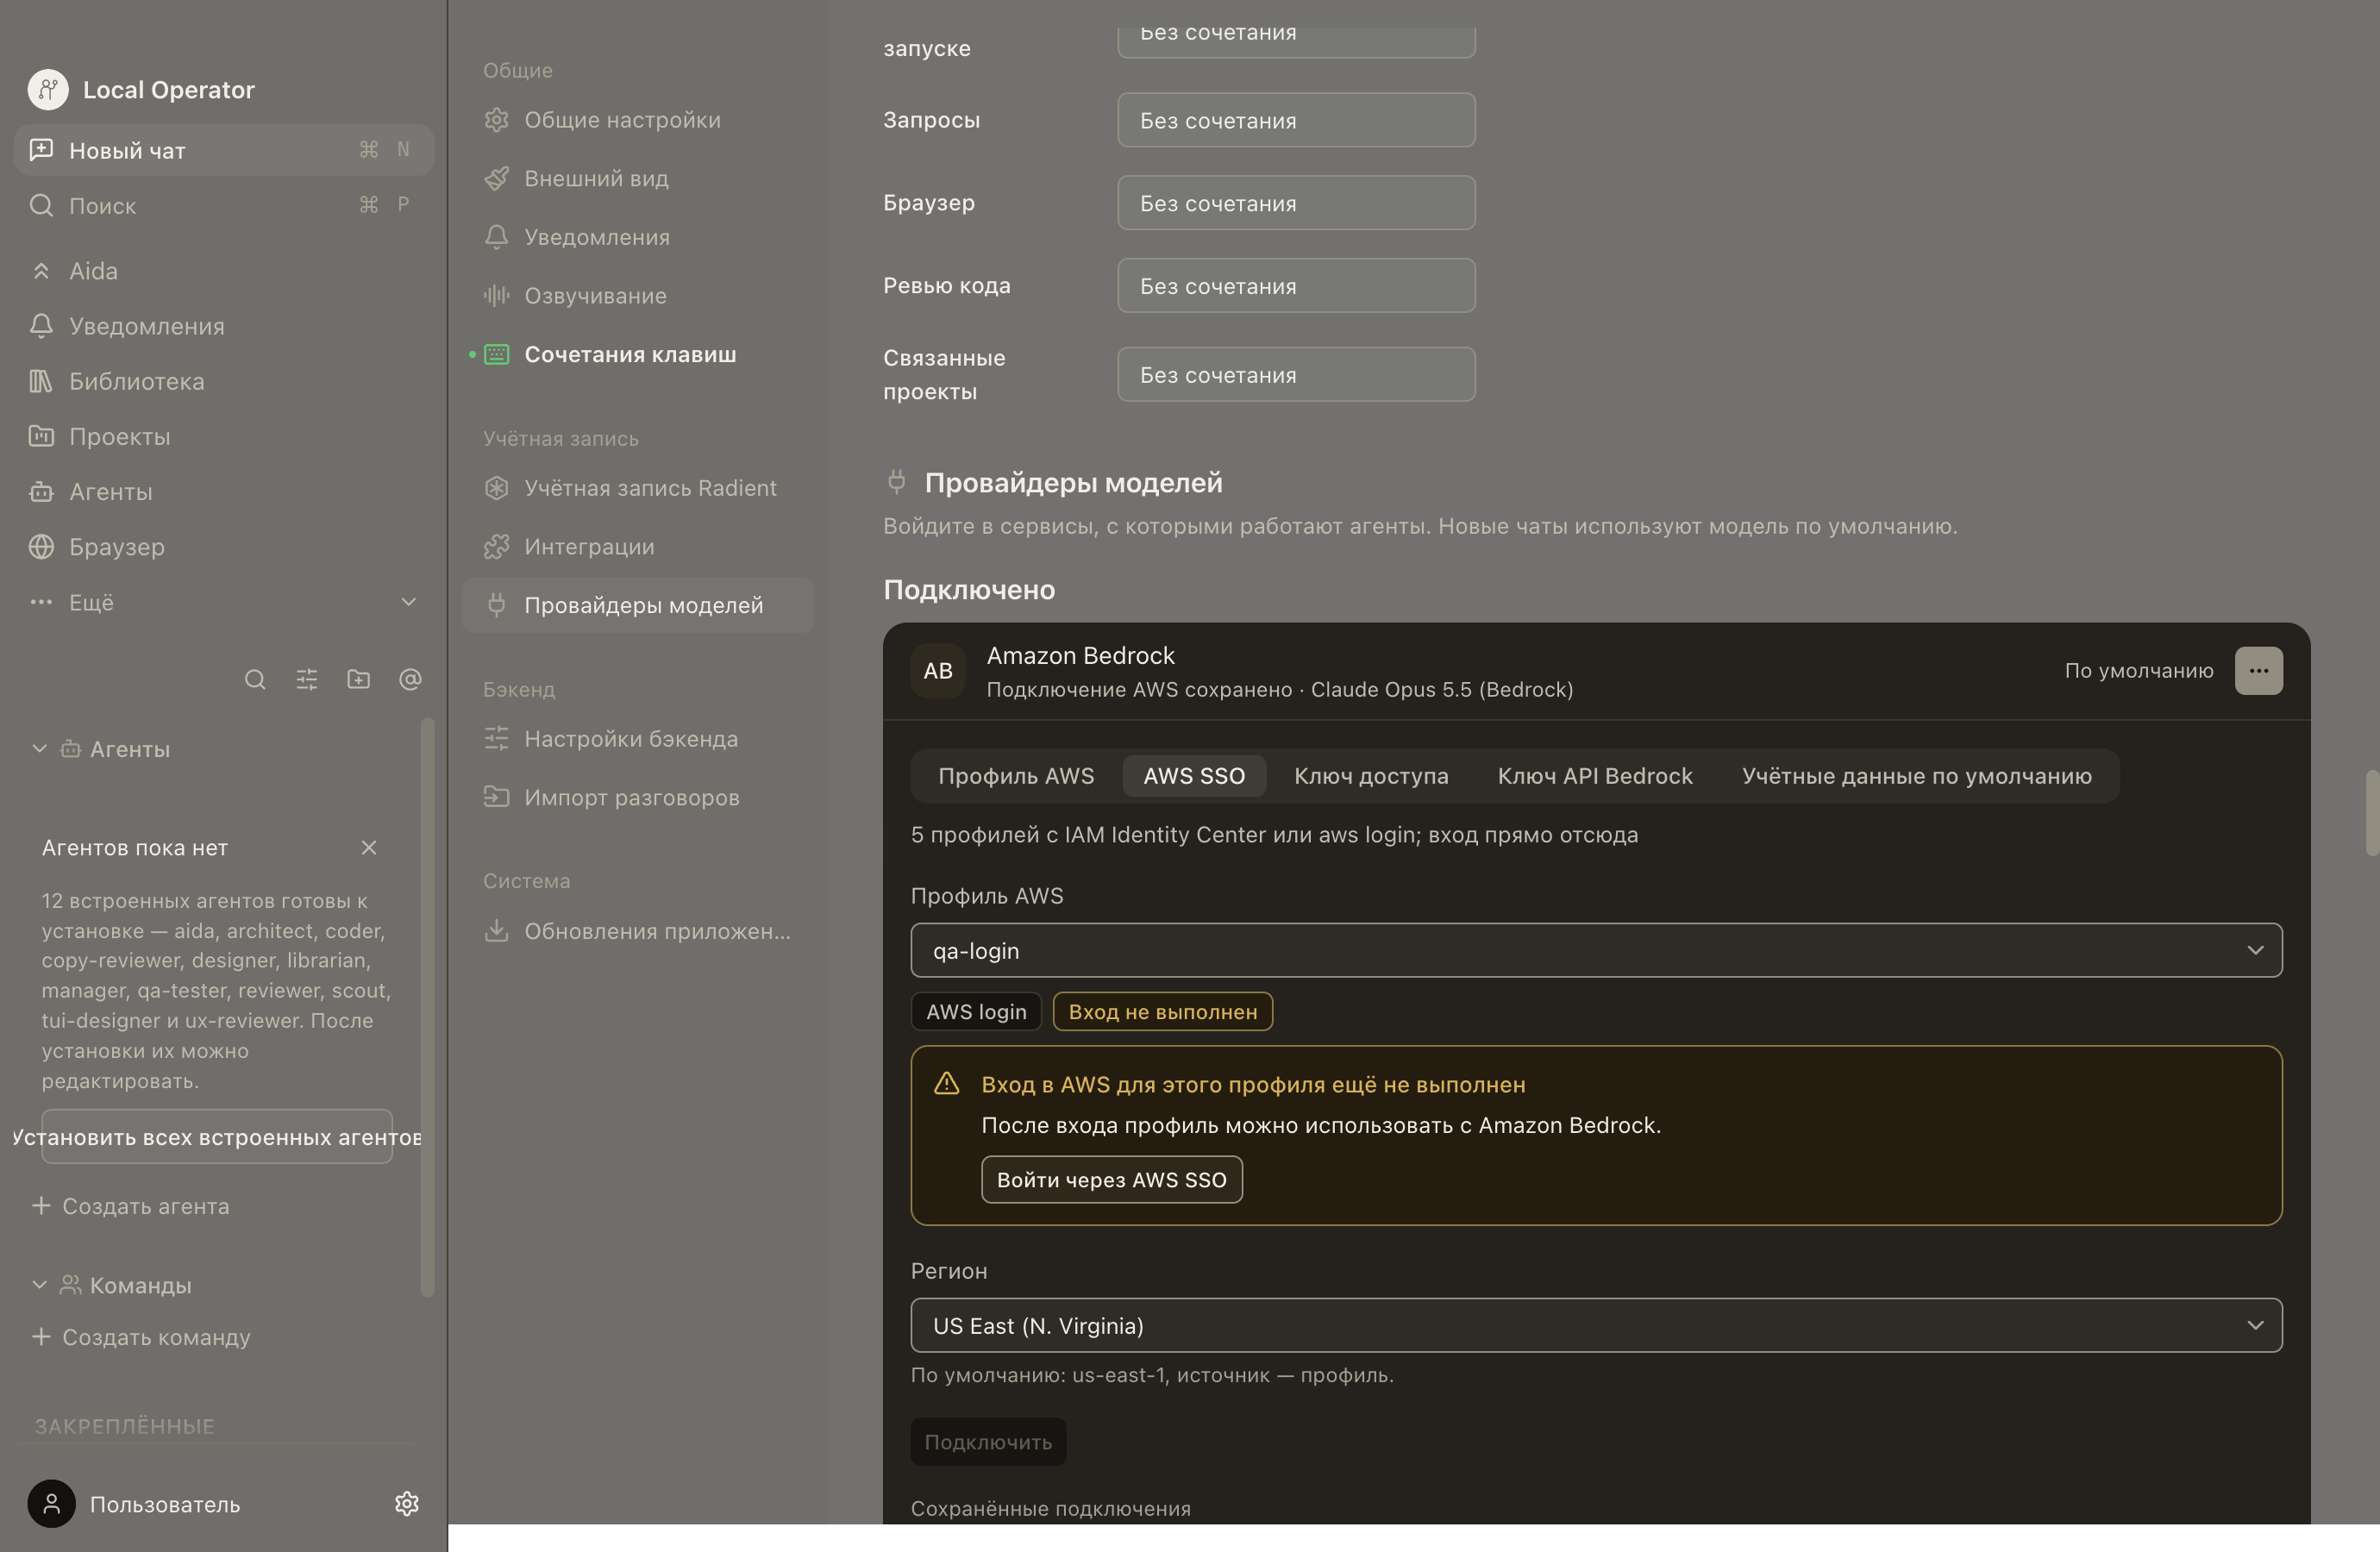 Local Operator
Новый чат ⌘ N
Поиск ⌘ P
Aida
Уведомления
Библиотека
Проекты
Агенты
Браузер
Ещё
Агенты
Агентов пока нет
12 встроенных агентов готовы к
установке — aida, architect, coder,
copy-reviewer, designer, librarian,
manager, qa-tester, reviewer, scout,
tui-designer и ux-reviewer. После
установки их можно
редактировать.
Установить всех встроенных агентов
Создать агента
Команды
Создать команду
ЗАКРЕПЛЁННЫЕ
Пользователь
Общие
Общие настройки
Внешний вид
Уведомления
Озвучивание
Сочетания клавиш
Учётная запись
Учётная запись Radient
Интеграции
Провайдеры моделей
Бэкенд
Настройки бэкенда
Импорт разговоров
Система
Обновления приложен...
запуске
Без сочетания
Запросы
Без сочетания
Браузер
Без сочетания
Ревью кода
Без сочетания
Связанные
проекты
Без сочетания
Провайдеры моделей
Войдите в сервисы, с которыми работают агенты. Новые чаты используют модель по умолчанию.
Подключено
AB
Amazon Bedrock
Подключение AWS сохранено · Claude Opus 5.5 (Bedrock)
По умолчанию
Профиль AWS
AWS SSO
Ключ доступа
Ключ API Bedrock
Учётные данные по умолчанию
5 профилей с IAM Identity Center или aws login; вход прямо отсюда
Профиль AWS
qa-login
AWS login
Вход не выполнен
Вход в AWS для этого профиля ещё не выполнен
После входа профиль можно использовать с Amazon Bedrock.
Войти через AWS SSO
Регион
US East (N. Virginia)
По умолчанию: us-east-1, источник — профиль.
Подключить
Сохранённые подключения